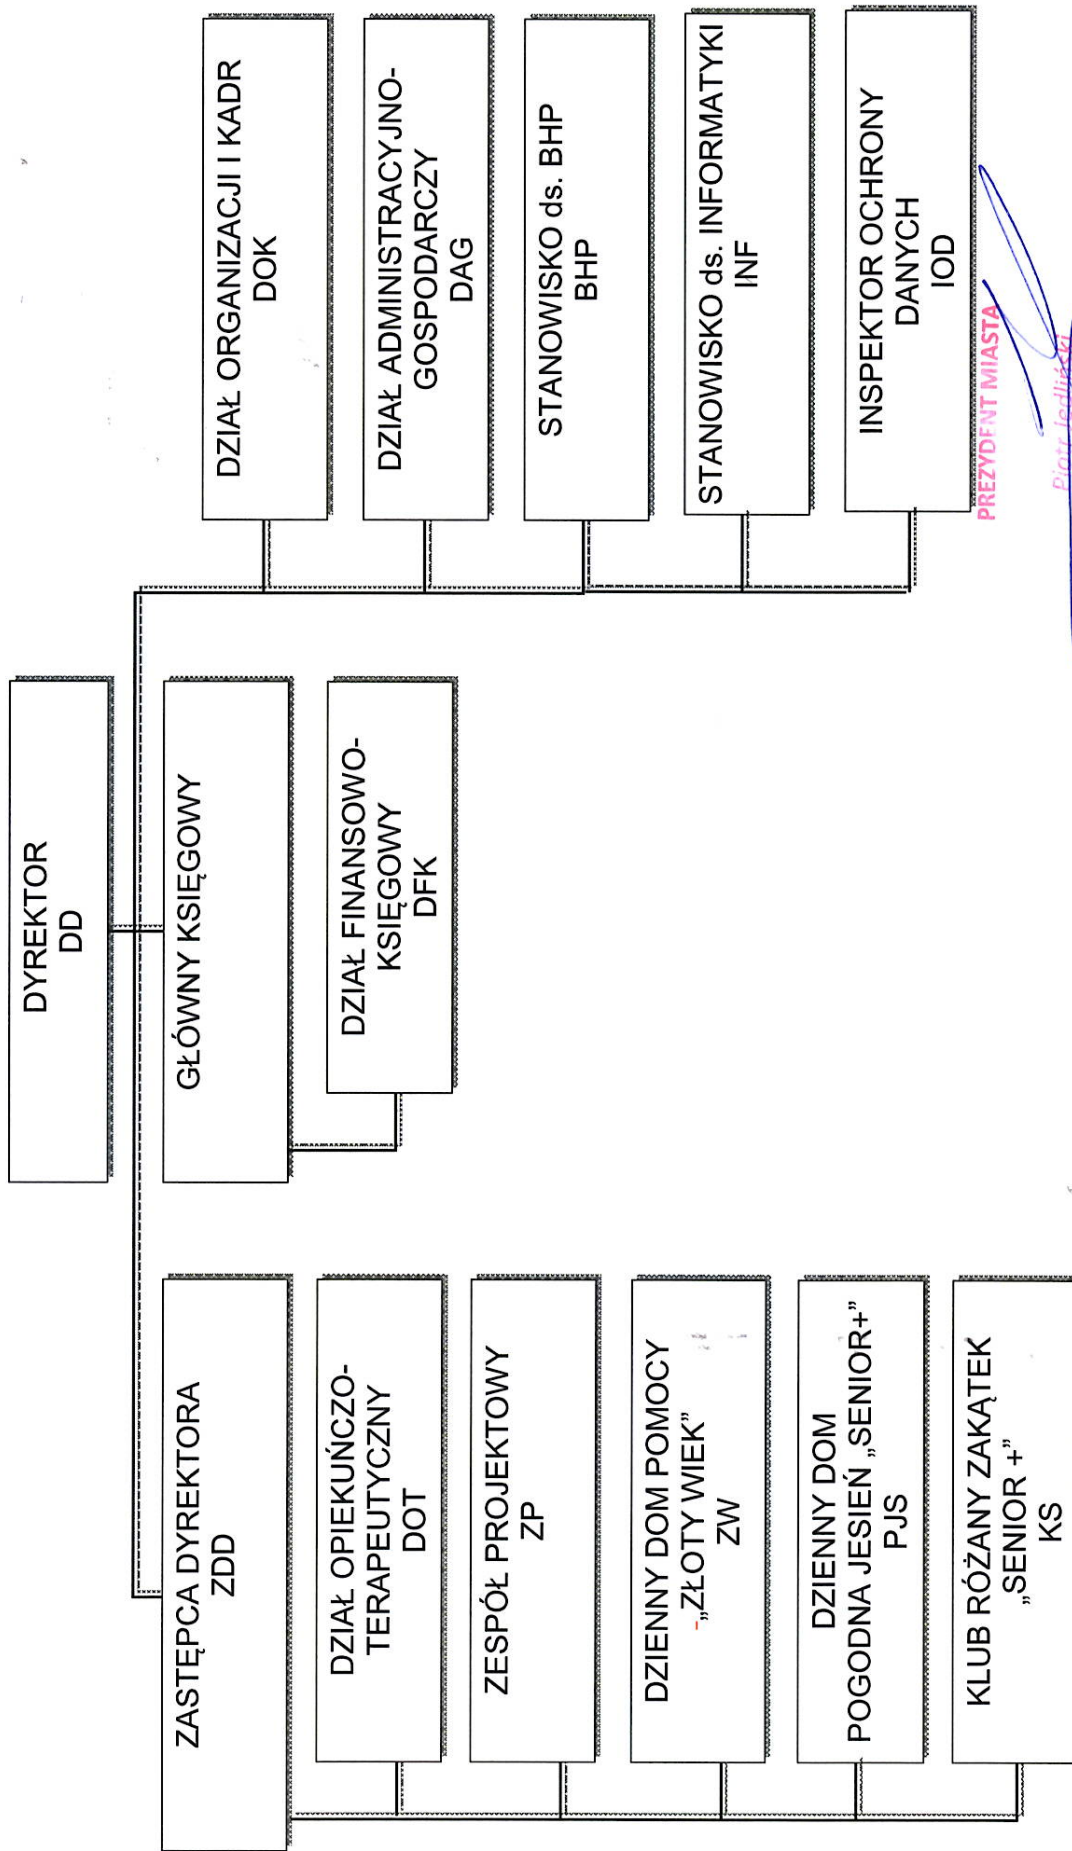 DYREKTOR
DD
ZASTĘPCA DYREKTORA
ZDD
DZIAŁ OPIEKUŃCZO-
TERAPEUTYCZNY
DOT
ZESPÓŁ PROJEKTOWY
ZP
DZIENNY DOM POMOCY
„ZŁOTY WIEK”
ZW
DZIENNY DOM
POGODNA JESIEŃ „SENIOR+”
PJS
KLUB RÓŻANY ZAKĄTEK
„SENIOR +”
KS
GŁÓWNY KSIĘGOWY
DZIAŁ FINANSOWO-
KSIĘGOWY
DFK
DZIAŁ ORGANIZACJI I KADR
DOK
DZIAŁ ADMINISTRACYJNO-
GOSPODARCZY
DAG
STANOWISKO ds. BHP
BHP
STANOWISKO ds. INFORMATYKI
INF
INSPEKTOR OCHRONY
DANYCH
IOD
PREZYDENT MIASTA
Piotr Jedliński